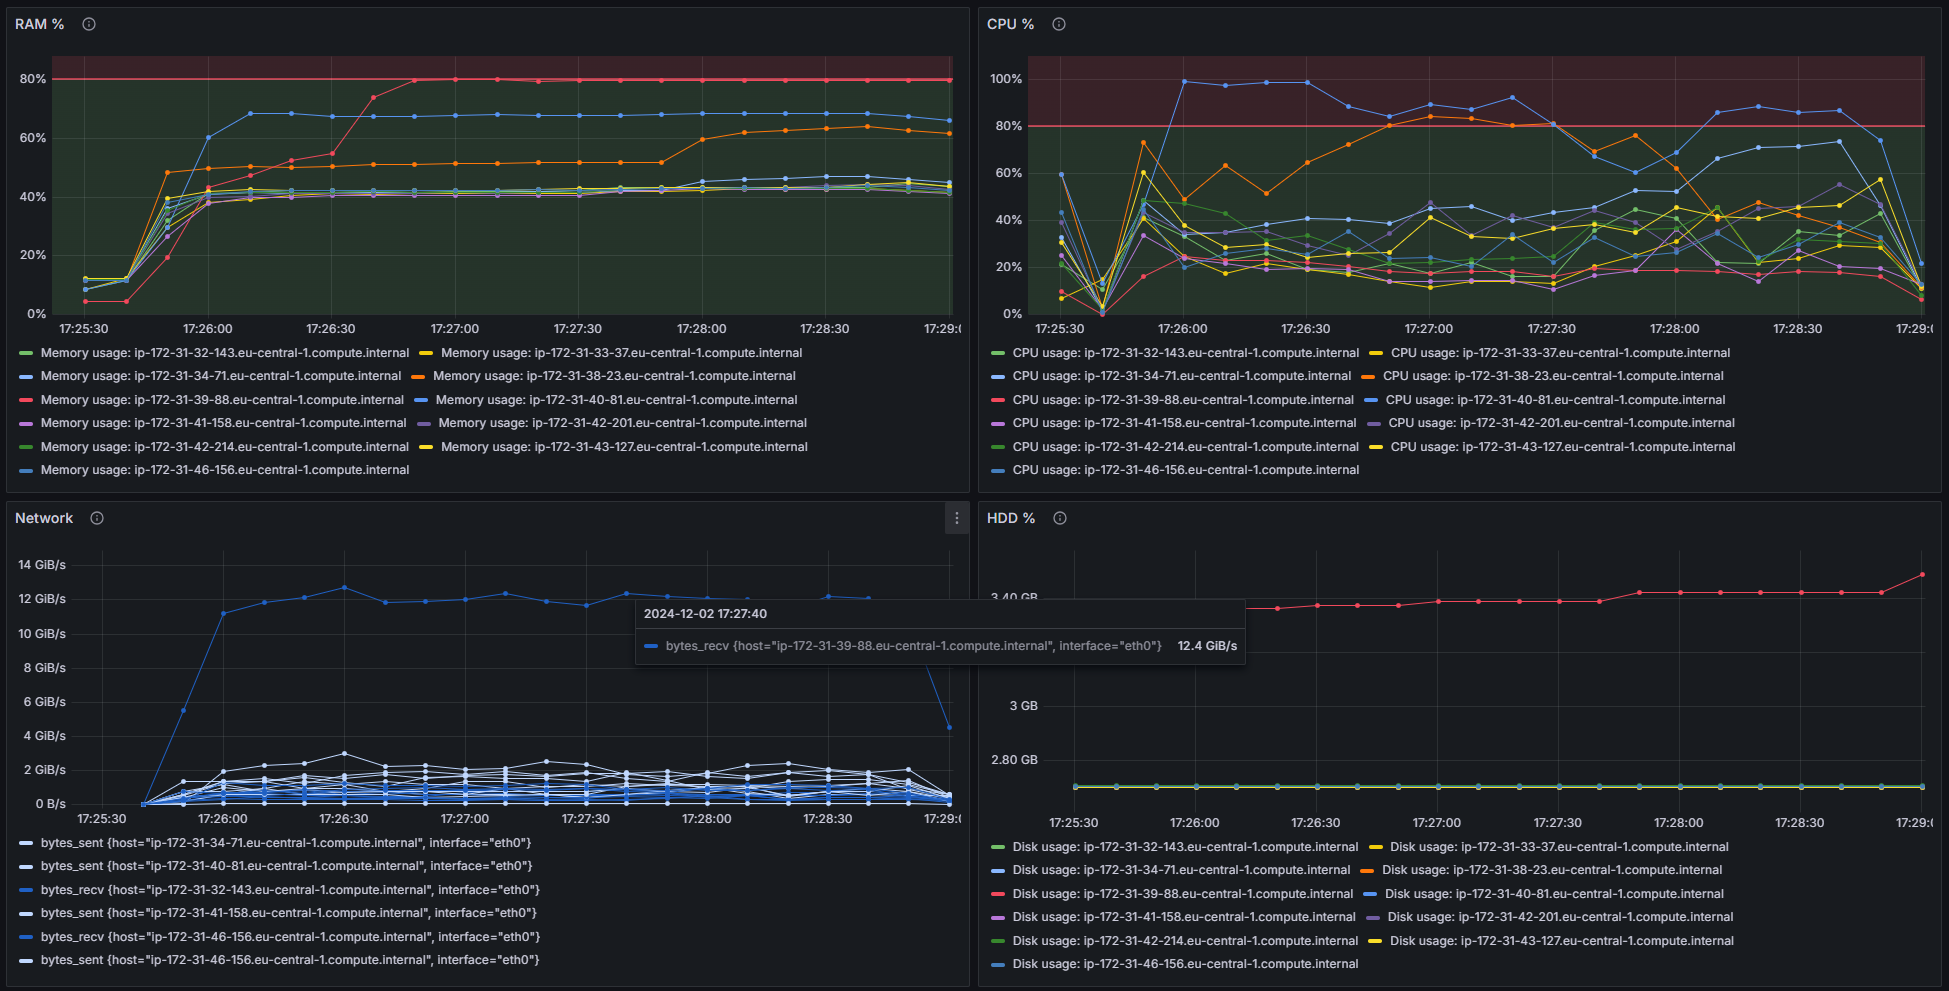 RAM %
80%
60%
40%
20%
0%
17:25:30 17:26:00 17:26:30 17:27:00 17:27:30 17:28:00 17:28:30 17:29:0
Memory usage: ip-172-31-32-143.eu-central-1.compute.internal Memory usage: ip-172-31-33-37.eu-central-1.compute.internal
Memory usage: ip-172-31-34-71.eu-central-1.compute.internal Memory usage: ip-172-31-38-23.eu-central-1.compute.internal
Memory usage: ip-172-31-39-88.eu-central-1.compute.internal Memory usage: ip-172-31-40-81.eu-central-1.compute.internal
Memory usage: ip-172-31-41-158.eu-central-1.compute.internal Memory usage: ip-172-31-42-201.eu-central-1.compute.internal
Memory usage: ip-172-31-42-214.eu-central-1.compute.internal Memory usage: ip-172-31-43-127.eu-central-1.compute.internal
Memory usage: ip-172-31-46-156.eu-central-1.compute.internal
CPU %
100%
80%
60%
40%
20%
0%
17:25:30 17:26:00 17:26:30 17:27:00 17:27:30 17:28:00 17:28:30 17:29:0
CPU usage: ip-172-31-32-143.eu-central-1.compute.internal CPU usage: ip-172-31-33-37.eu-central-1.compute.internal
CPU usage: ip-172-31-34-71.eu-central-1.compute.internal CPU usage: ip-172-31-38-23.eu-central-1.compute.internal
CPU usage: ip-172-31-39-88.eu-central-1.compute.internal CPU usage: ip-172-31-40-81.eu-central-1.compute.internal
CPU usage: ip-172-31-41-158.eu-central-1.compute.internal CPU usage: ip-172-31-42-201.eu-central-1.compute.internal
CPU usage: ip-172-31-42-214.eu-central-1.compute.internal CPU usage: ip-172-31-43-127.eu-central-1.compute.internal
CPU usage: ip-172-31-46-156.eu-central-1.compute.internal
Network
14 GiB/s
12 GiB/s
10 GiB/s
8 GiB/s
6 GiB/s
4 GiB/s
2 GiB/s
0 B/s
17:25:30 17:26:00 17:26:30 17:27:00 17:27:30 17:28:00 17:28:30 17:29:0
2024-12-02 17:27:40
bytes_recv {host="ip-172-31-39-88.eu-central-1.compute.internal", interface="eth0"} 12.4 GiB/s
bytes_sent {host="ip-172-31-34-71.eu-central-1.compute.internal", interface="eth0"}
bytes_sent {host="ip-172-31-40-81.eu-central-1.compute.internal", interface="eth0"}
bytes_recv {host="ip-172-31-32-143.eu-central-1.compute.internal", interface="eth0"}
bytes_sent {host="ip-172-31-41-158.eu-central-1.compute.internal", interface="eth0"}
bytes_recv {host="ip-172-31-46-156.eu-central-1.compute.internal", interface="eth0"}
bytes_sent {host="ip-172-31-46-156.eu-central-1.compute.internal", interface="eth0"}
HDD %
3.40 GB
3 GB
2.80 GB
17:25:30 17:26:00 17:26:30 17:27:00 17:27:30 17:28:00 17:28:30 17:29:0
Disk usage: ip-172-31-32-143.eu-central-1.compute.internal Disk usage: ip-172-31-33-37.eu-central-1.compute.internal
Disk usage: ip-172-31-34-71.eu-central-1.compute.internal Disk usage: ip-172-31-38-23.eu-central-1.compute.internal
Disk usage: ip-172-31-39-88.eu-central-1.compute.internal Disk usage: ip-172-31-40-81.eu-central-1.compute.internal
Disk usage: ip-172-31-41-158.eu-central-1.compute.internal Disk usage: ip-172-31-42-201.eu-central-1.compute.internal
Disk usage: ip-172-31-42-214.eu-central-1.compute.internal Disk usage: ip-172-31-43-127.eu-central-1.compute.internal
Disk usage: ip-172-31-46-156.eu-central-1.compute.internal